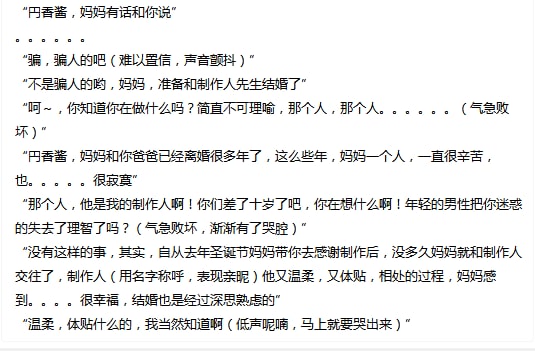 “円香酱，妈妈有话和你说”
。。。。。。
“骗，骗人的吧（难以置信，声音颤抖）”
“不是骗人的哟，妈妈，准备和制作人先生结婚了”
“呵～，你知道你在做什么吗？简直不可理喻，那个人，那个人。。。。。。（气急败
坏）”
“円香酱，妈妈和你爸爸已经离婚很多年了，这么些年，妈妈一个人，一直很辛苦，
也。。。。。很寂寞”
“那个人，他是我的制作人啊！你们差了十岁了吧，你在想什么啊！年轻的男性把你迷惑
的失去了理智了吗？（气急败坏，渐渐有了哭腔）”
“没有这样的事，其实，自从去年圣诞节妈妈带你去感谢制作后，没多久妈妈就和制作人
交往了，制作人（用名字称呼，表现亲昵）他又温柔，又体贴，相处的过程，妈妈感
到。。。。很幸福，结婚也是经过深思熟虑的”
“温柔，体贴什么的，我当然知道啊（低声呢喃，马上就要哭出来）”